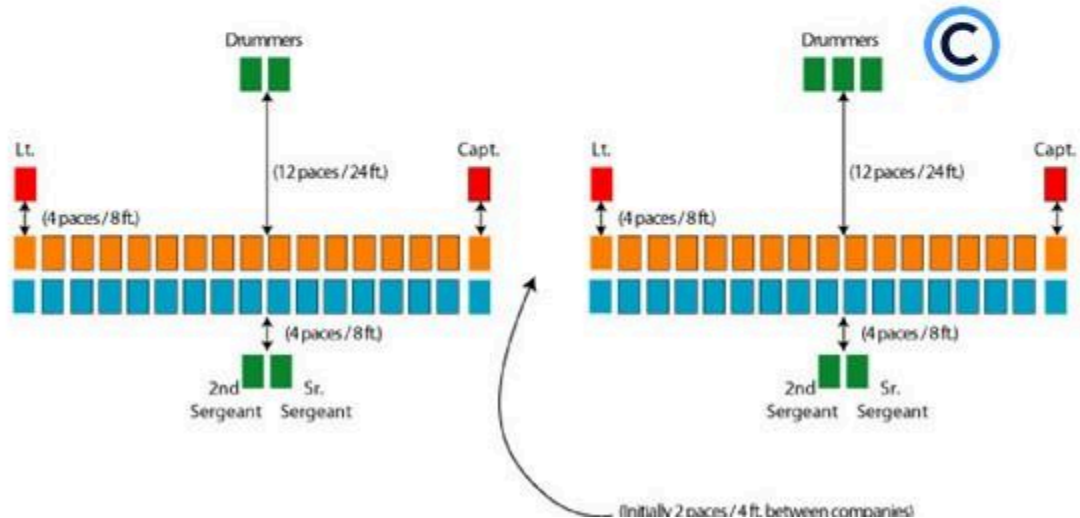 Drummers
Drummers
C
Lt.
Capt.
Lt.
Capt.
(12 paces / 24 ft.)
(12 paces / 24 ft.)
(4 paces / 8 ft.)
(4 paces / 8 ft.)
(4 paces / 8 ft.)
(4 paces / 8 ft.)
2nd Sergeant
Sr. Sergeant
2nd Sergeant
Sr. Sergeant
(Initially 2 paces / 4 ft. between companies)